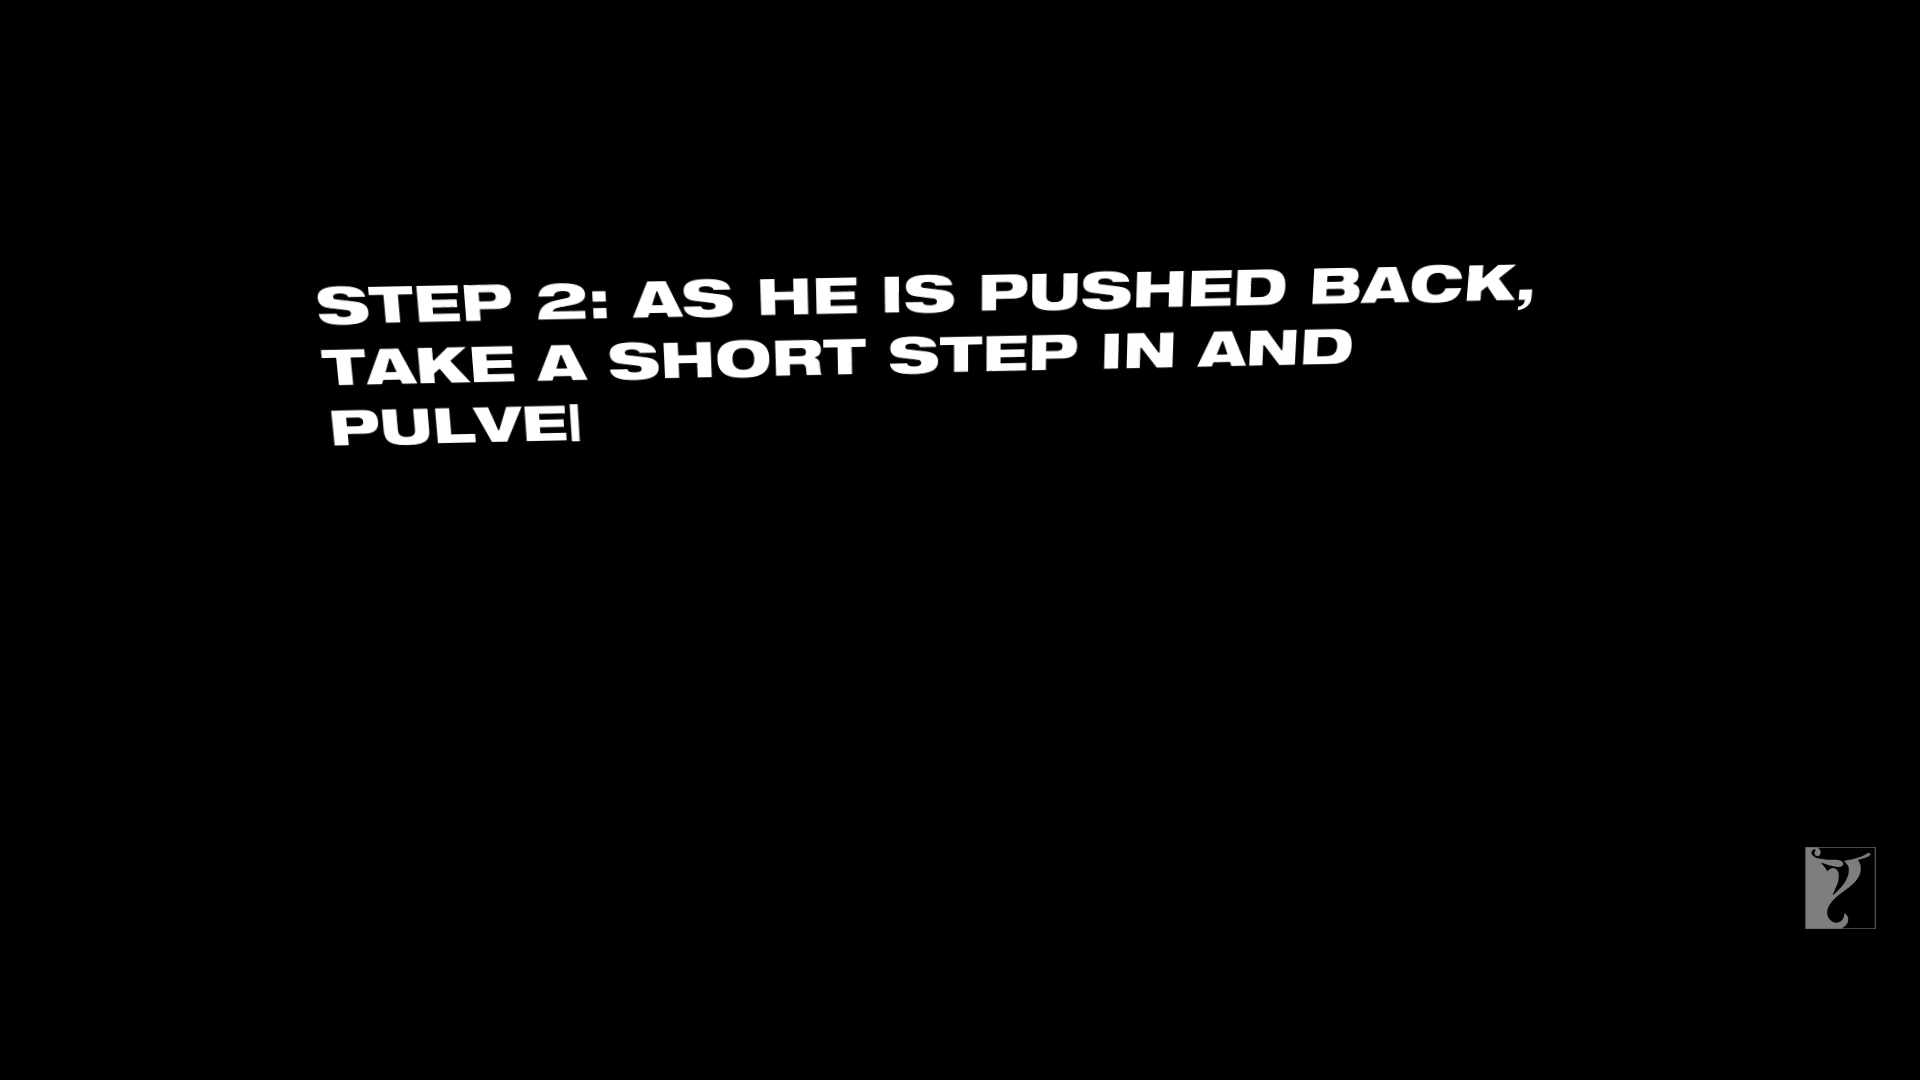 STEP 2: AS HE IS PUSHED BACK,
TAKE A SHORT STEP IN AND
PULVE